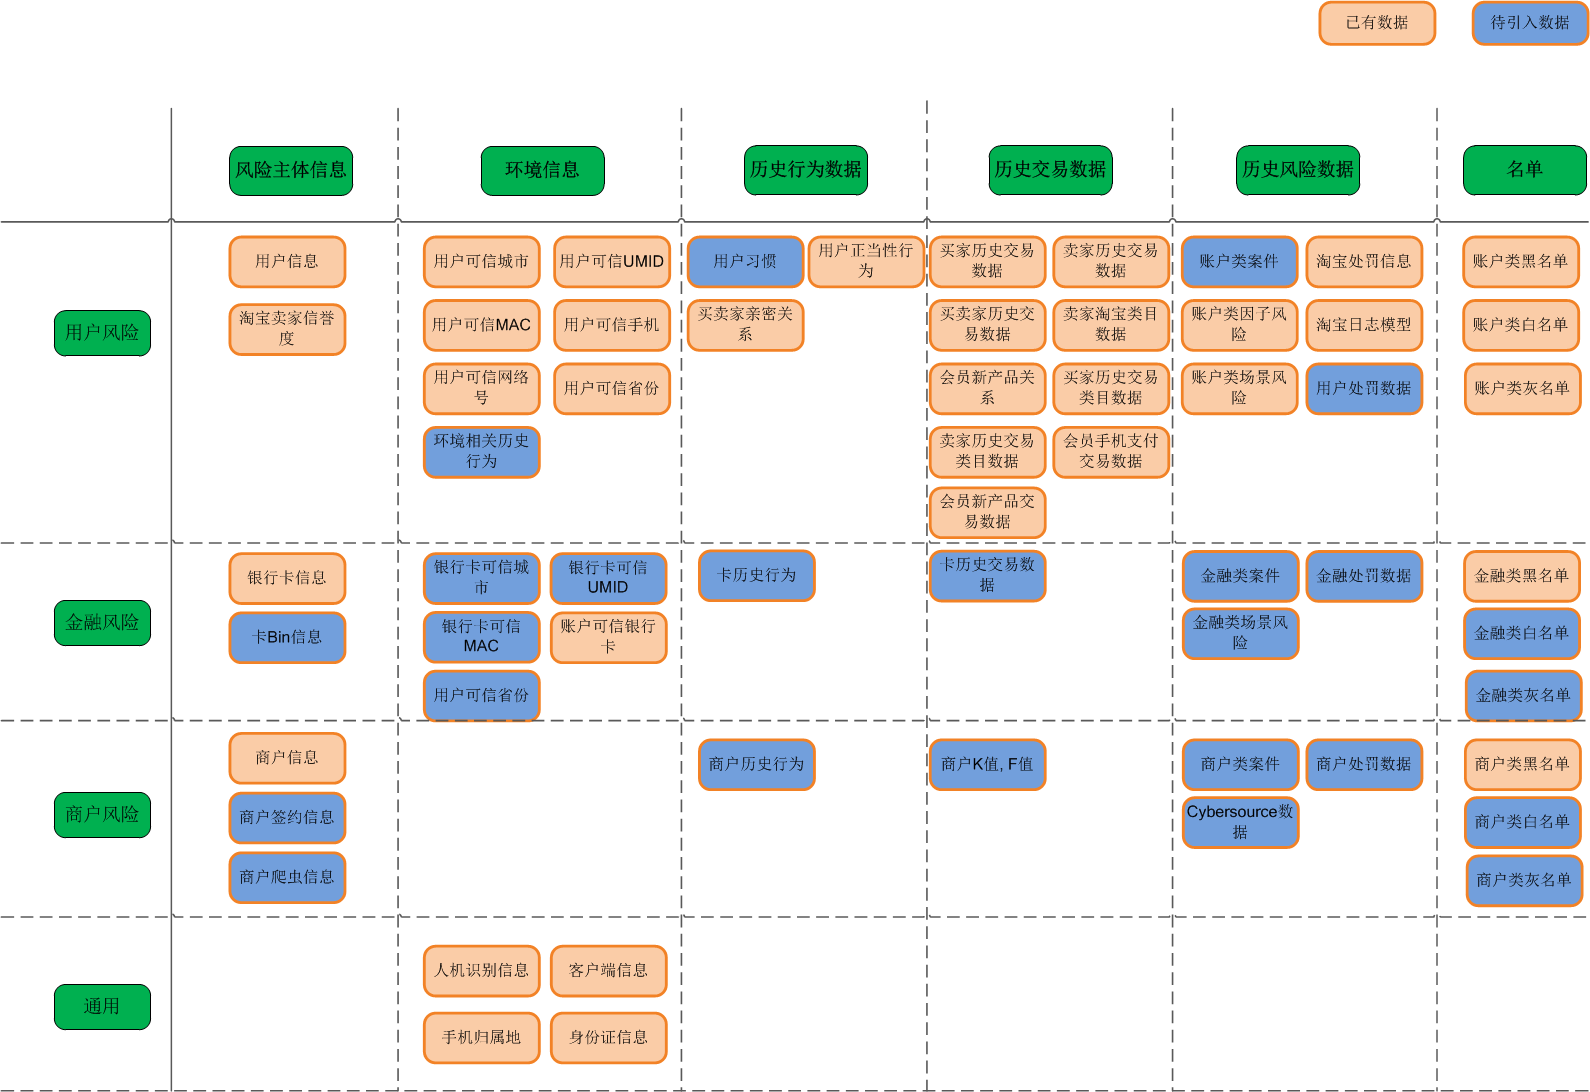 已有数据
待引入数据
风险主体信息
环境信息
历史行为数据
历史交易数据
历史风险数据
名单
用户风险
用户信息
淘宝卖家信誉
度
用户可信城市
用户可信UMID
用户可信MAC
用户可信手机
用户可信网络
号
用户可信省份
环境相关历史
行为
用户习惯
用户正当性行
为
买卖家亲密关
系
买家历史交易
数据
卖家历史交易
数据
买卖家历史交
易数据
卖家淘宝类目
数据
会员新产品关
系
买家历史交易
类目数据
卖家历史交易
类目数据
会员手机支付
交易数据
会员新产品交
易数据
账户类案件
淘宝处罚信息
账户类因子风
险
淘宝日志模型
账户类场景风
险
用户处罚数据
账户类黑名单
账户类白名单
账户类灰名单
金融风险
银行卡信息
卡Bin信息
银行卡可信城
市
银行卡可信
UMID
银行卡可信
MAC
账户可信银行
卡
用户可信省份
卡历史行为
卡历史交易数
据
金融类案件
金融处罚数据
金融类场景风
险
金融类黑名单
金融类白名单
金融类灰名单
商户风险
商户信息
商户签约信息
商户爬虫信息
商户历史行为
商户K值, F值
商户类案件
商户处罚数据
Cybersource数
据
商户类黑名单
商户类白名单
商户类灰名单
通用
人机识别信息
客户端信息
手机归属地
身份证信息